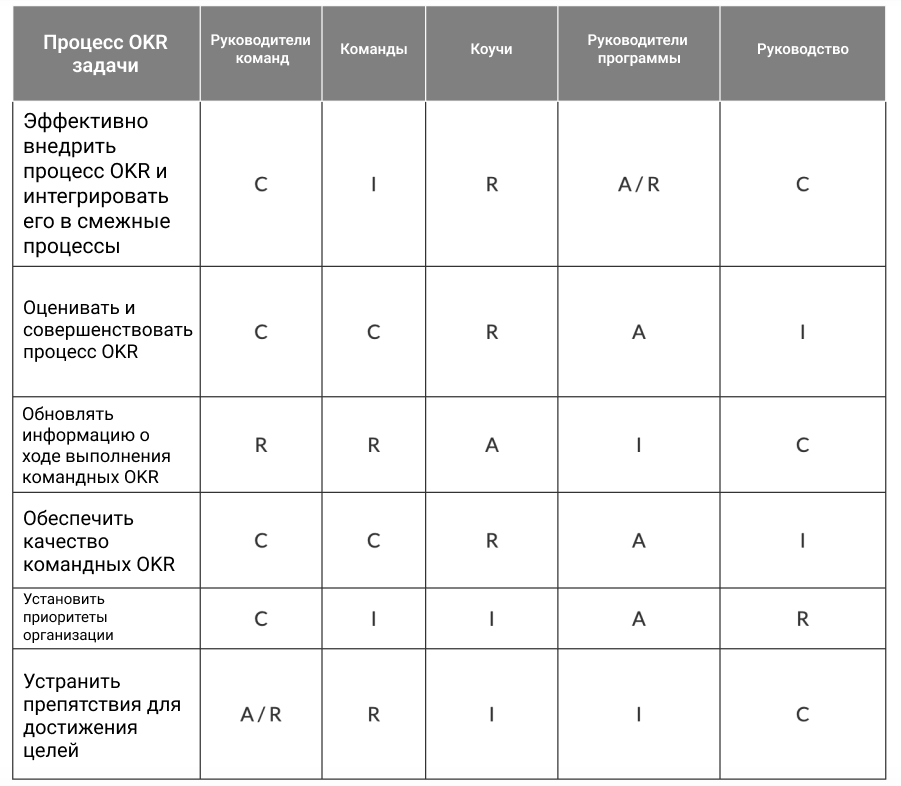 Процесс OKR
задачи
Руководители
команд
Команды
Коучи
Руководители
программы
Руководство
Эффективно
внедрить
процесс OKR и
интегрировать
его в смежные
процессы
C
I
R
A / R
C
Оценивать и
совершенствовать
процесс OKR
C
C
R
A
I
Обновлять
информацию о
ходе выполнения
командных OKR
R
R
A
I
C
Обеспечить
качество
командных OKR
C
C
R
A
I
Установить
приоритеты
организации
C
I
I
A
R
Устранить
препятствия для
достижения
целей
A / R
R
I
I
C